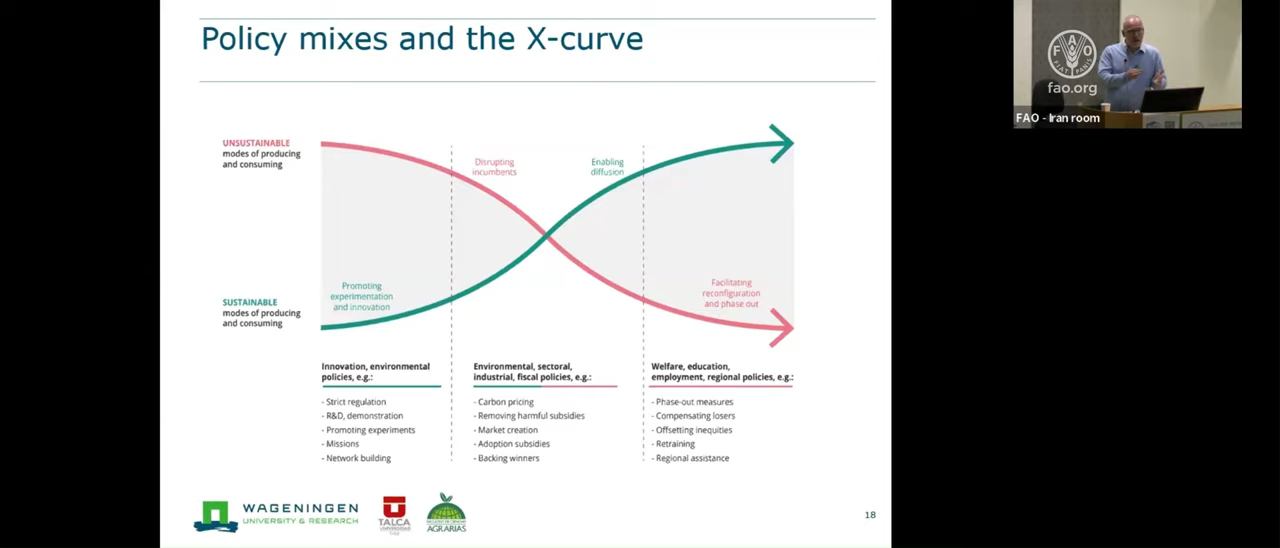 Policy mixes and the X-curve
UNSUSTAINABLE
modes of producing
and consuming
Disrupting
incumbents
Enabling
diffusion
Promoting
experimentation
and innovation
Facilitating
reconfiguration
and phase out
SUSTAINABLE
modes of producing
and consuming
Innovation, environmental
policies, e.g.:
- Strict regulation
- R&D, demonstration
- Promoting experiments
- Missions
- Network building
Environmental, sectoral,
industrial, fiscal policies, e.g.:
- Carbon pricing
- Removing harmful subsidies
- Market creation
- Adoption subsidies
- Backing winners
Welfare, education,
employment, regional policies, e.g.:
- Phase-out measures
- Compensating losers
- Offsetting inequities
- Retraining
- Regional assistance
WAGENINGEN
UNIVERSITY & RESEARCH
TALCA
UNIVERSIDAD
AGRARIAS
18
F A O
FIAT PANIS
fao.org
FAO - Iran room